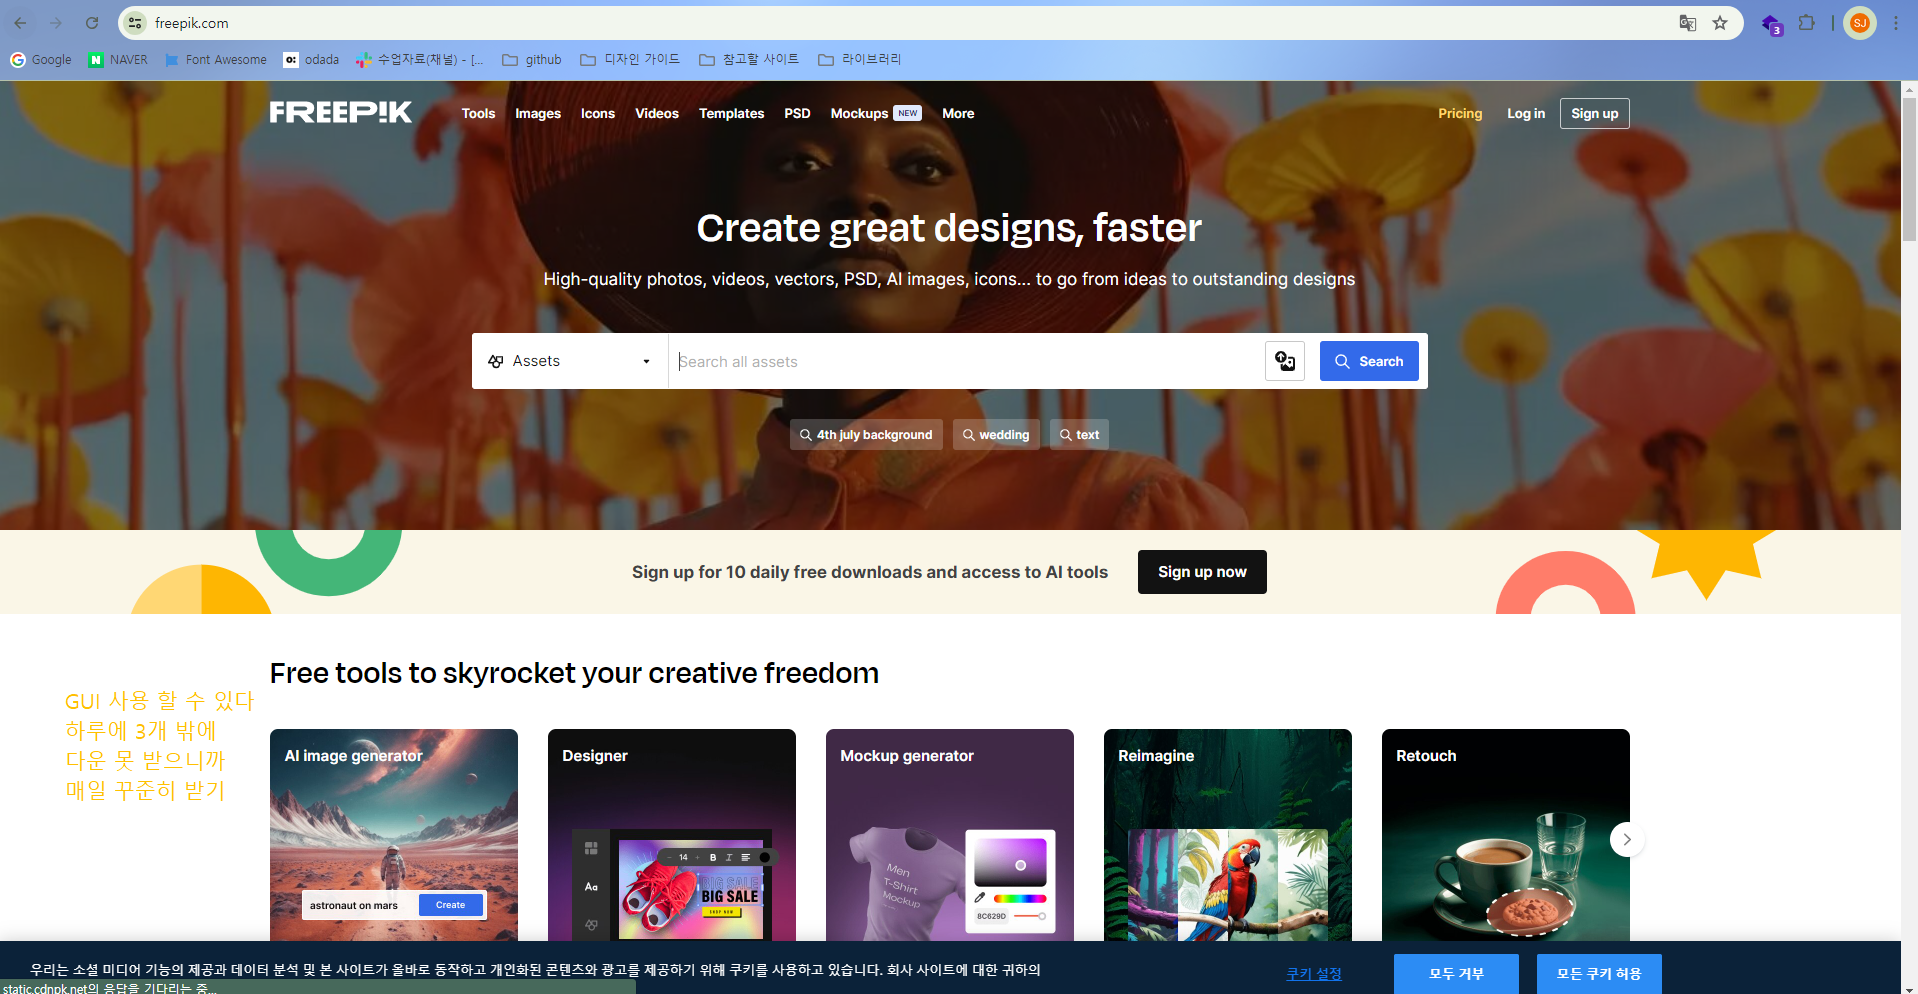 freepik.com
SJ
3
Google
NAVER
Font Awesome
odada
수업자료(채널) - [...
github
디자인 가이드
참고할 사이트
라이브러리
FREEPIK
Tools
Images
Icons
Videos
Templates
PSD
Mockups NEW
More
Pricing
Log in
Sign up
Create great designs, faster
High-quality photos, videos, vectors, PSD, AI images, icons... to go from ideas to outstanding designs
Assets
Search all assets
Search
4th july background
wedding
text
Sign up for 10 daily free downloads and access to AI tools
Sign up now
Free tools to skyrocket your creative freedom
GUI 사용 할 수 있다
하루에 3개 밖에
다운 못 받으니까
매일 꾸준히 받기
AI image generator
astronaut on mars
Create
Designer
14
B
I
Aa
BIG SALE
BIG SALE
SHOP NOW
Mockup generator
Men
T-Shirt
Mockup
8C629D
Reimagine
Retouch
우리는 소셜 미디어 기능의 제공과 데이터 분석 및 본 사이트가 올바로 동작하고 개인화된 콘텐츠와 광고를 제공하기 위해 쿠키를 사용하고 있습니다. 회사 사이트에 대한 귀하의
쿠키 설정
모두 거부
모든 쿠키 허용
static.cdnpk.net의 응답을 기다리는 중...